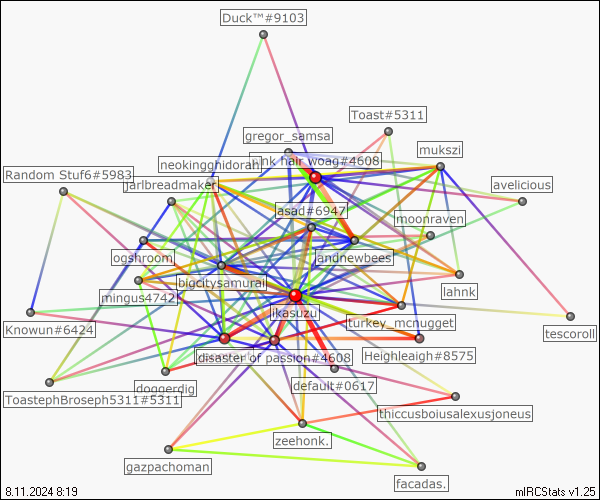 Duck™#9103
Toast#5311
gregor_samsa
mukszi
neokingghidorah
hair woag#4608
Random Stuf6#5983
jarlbreadmaker
avelicious
asad#6947
moonraven
ogshroom
andnewbees
bigcitysamurai
lahnk
mingus4742
likasuzu
turkey_mcnugget
tescoroll
Knowun#6424
disaster of passion#4608
Heighleaigh#8575
doggerdig
default#0617
ToastephBroseph5311#5311
thiccusboiusalexusjoneus
zeehonk.
gazpachoman
facadas.
8.11.2024 8:19
mIRCStats v1.25